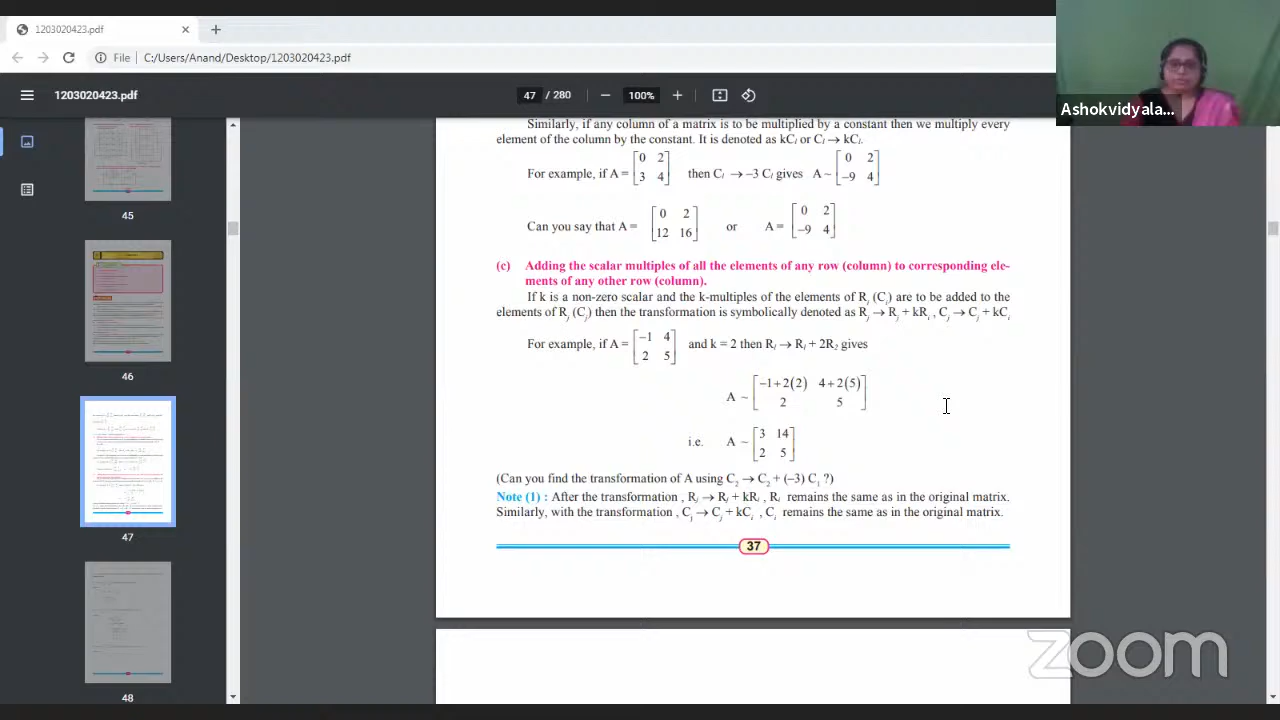 1203020423.pdf
File C:/Users/Anand/Desktop/1203020423.pdf
1203020423.pdf
47 / 280
100%
Ashokvidyala...
45
46
47
48
Similarly, if any column of a matrix is to be multiplied by a constant then we multiply every
element of the column by the constant. It is denoted as kC₁ or C₁ → kC₁.
For example, if A = [0 2 3 4] then C₁ → –3 C₁ gives A ~ [0 2 –9 4]
Can you say that A = [0 2 12 16] or A = [0 2 –9 4]
(c) Adding the scalar multiples of all the elements of any row (column) to corresponding ele-
ments of any other row (column).
If k is a non-zero scalar and the k-multiples of the elements of Rᵢ (Cᵢ) are to be added to the
elements of Rⱼ (Cⱼ) then the transformation is symbolically denoted as Rⱼ → Rⱼ + kRᵢ , Cⱼ → Cⱼ + kCᵢ
For example, if A = [–1 4 2 5] and k = 2 then R₁ → R₁ + 2R₂ gives
A ~ [–1+2(2) 4+2(5) 2 5]
i.e. A ~ [3 14 2 5]
(Can you find the transformation of A using C₂ → C₂ + (–3) C₁ ?)
Note (1) : After the transformation , Rⱼ → Rⱼ + kRᵢ , Rᵢ remains the same as in the original matrix.
Similarly, with the transformation , Cⱼ → Cⱼ + kCᵢ , Cᵢ remains the same as in the original matrix.
37
zoom